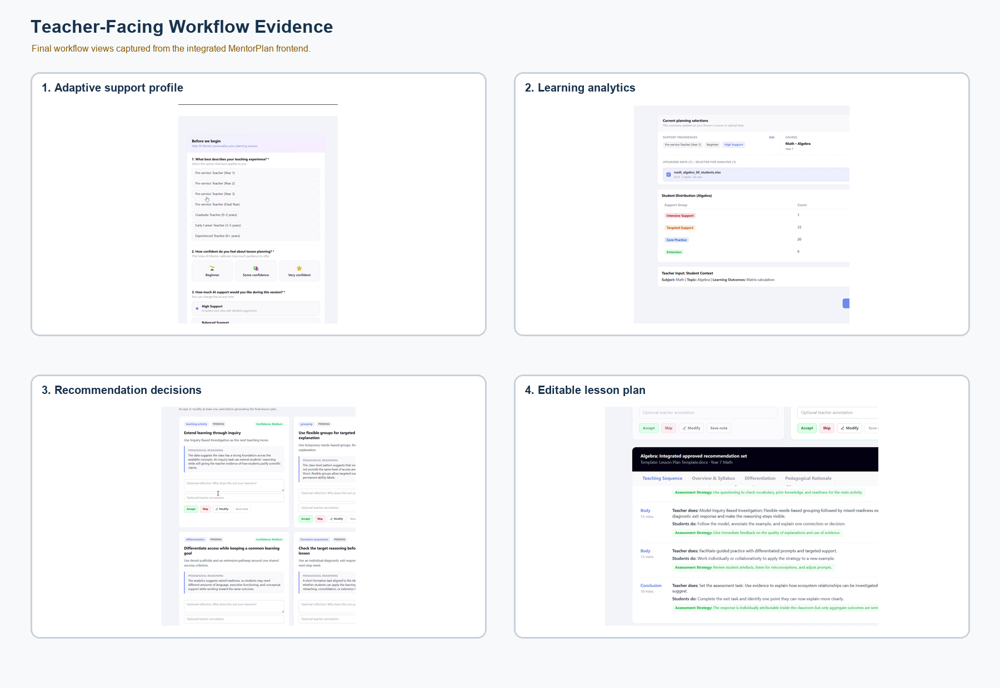 Teacher-Facing Workflow Evidence
Final workflow views captured from the integrated MentorPlan frontend.
1. Adaptive support profile
Before we begin
Help AI Mentor personalise your planning session
1. What best describes your teaching experience? *
Select the option that best applies to you
Pre-service Teacher (Year 1)
Pre-service Teacher (Year 2)
Pre-service Teacher (Year 3)
Pre-service Teacher (Final Year)
Graduate Teacher (0–2 years)
Early Career Teacher (3–5 years)
Experienced Teacher (6+ years)
2. How confident do you feel about lesson planning? *
This helps AI Mentor calibrate how much guidance to offer
Beginner
Some confidence
Very confident
3. How much AI support would you like during this session? *
You can change this at any time
High Support
AI guides each step with detailed suggestions
Balanced Support
2. Learning analytics
Current planning selections
This summary updates as you choose a course or upload data.
SUPPORT PREFERENCES
Edit
COURSE
Pre-service Teacher (Year 1)
Beginner
High Support
Math • Algebra
Year 7
UPLOADED DATA (1) • SELECTED FOR ANALYSIS (1)
math_algebra_60_students.xlsx
XLSX · 2 tables · 96 rows
Student Distribution (Algebra)
Support Group Count
Intensive Support 1
Targeted Support 33
Core Practice 20
Extension 6
Teacher Input: Student Context
Subject: Math | Topic: Algebra | Learning Outcomes: Matrix calculation
3. Recommendation decisions
Accept or modify at least one card before generating the final lesson plan.
teaching activity PENDING Confidence: Medium
Extend learning through inquiry
Use Inquiry Based Investigation as the next teaching move.
PEDAGOGICAL REASONING
The data suggests the class has a strong foundation across the
available concepts. An inquiry task can extend students' reasoning
while still giving the teacher evidence of how students justify scientific
claims.
Optional reflection: Why does this suit your learners?
Optional teacher annotation
Accept Skip Modify Save note
grouping PENDING
Use flexible groups for targeted
explanation
Use temporary needs-based groups, the
explanation.
PEDAGOGICAL REASONING
The class-level pattern suggests that one
not provide the same level of access and
Short, flexible groups allow targeted sca
permanent ability labels.
Optional reflection: Why does this suit yo
Optional teacher annotation
Accept Skip Modify Save
differentiation PENDING Confidence: Medium
Differentiate access while keeping a common learning
goal
Use tiered scaffolds and an extension pathway around one shared
success criterion.
PEDAGOGICAL REASONING
The analytics suggests varied readiness, so students may need
different amounts of language, executive-functioning, and conceptual
support while working toward the same outcome.
Optional reflection: Why does this suit your learners?
Optional teacher annotation
formative assessment PENDING
Check the target reasoning befo
lesson
Use an individual diagnostic exit respon
next-step need.
PEDAGOGICAL REASONING
A short formative task aligned to the ide
whether students can apply the learning
reteaching, consolidation, or extension i
Optional reflection: Why does this suit yo
Optional teacher annotation
4. Editable lesson plan
Optional teacher annotation
Accept Skip Modify Save note
Optional teacher annotation
Accept Skip Modify Save
Algebra: Integrated approved recommendation set
Template: Lesson Plan Template.docx · Year 7 Math
Teaching Sequence Overview & Syllabus Differentiation Pedagogical Rationale
Assessment Strategy: Use questioning to check vocabulary, prior knowledge, and readiness for the main activity.
Body
15 mins
Teacher does: Model Inquiry Based Investigation; Flexible needs-based grouping followed by mixed-readiness ex
diagnostic exit response and make the reasoning steps visible.
Students do: Follow the model, annotate the example, and explain one connection or decision.
Assessment Strategy: Give immediate feedback on the quality of explanations and use of evidence.
Body
15 mins
Teacher does: Facilitate guided practice with differentiated prompts and targeted support.
Students do: Work individually or collaboratively to apply the strategy to a new example.
Assessment Strategy: Review student artefacts, listen for misconceptions, and adjust prompts.
Conclusion
10 mins
Teacher does: Set the assessment task: Use evidence to explain how ecosystem relationships can be investigated
suggest.
Students do: Complete the exit task and identify one point they can now explain more clearly.
Assessment Strategy: The response is individually attributable inside the classroom but only aggregate outcomes are sent